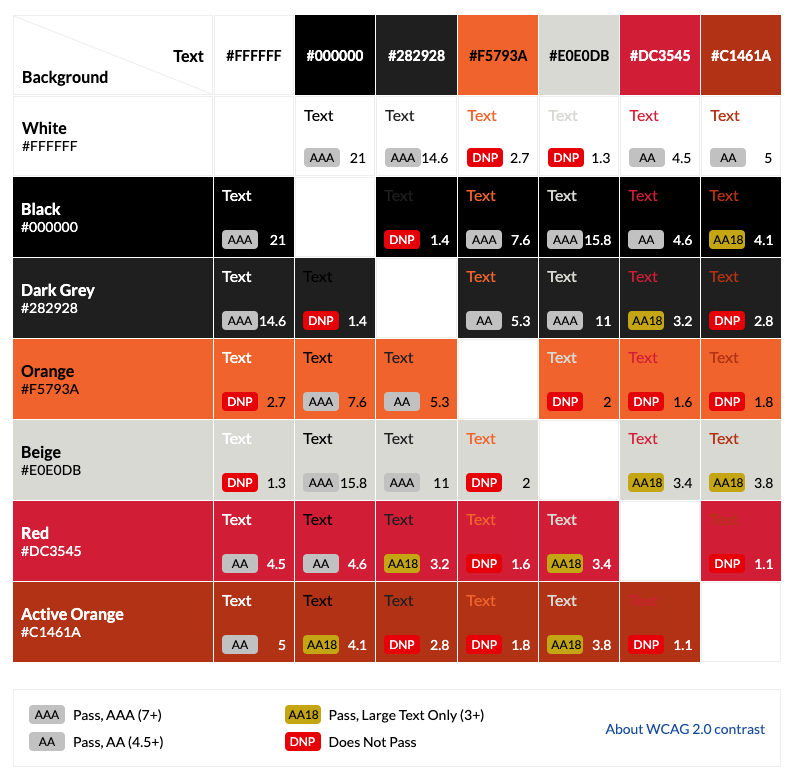 Text
Background
#FFFFFF #000000 #282928 #F5793A #E0E0DB #DC3545 #C1461A
White
#FFFFFF
Text Text Text Text Text Text
AAA 21 AAA 14.6 DNP 2.7 DNP 1.3 AA 4.5 AA 5
Black
#000000
Text Text Text Text Text Text
AAA 21 DNP 1.4 AAA 7.6 AAA 15.8 AA 4.6 AA18 4.1
Dark Grey
#282928
Text Text Text Text Text Text
AAA 14.6 DNP 1.4 AA 5.3 AAA 11 AA18 3.2 DNP 2.8
Orange
#F5793A
Text Text Text Text Text Text
DNP 2.7 AAA 7.6 AA 5.3 DNP 2 DNP 1.6 DNP 1.8
Beige
#E0E0DB
Text Text Text Text Text Text
DNP 1.3 AAA 15.8 AAA 11 DNP 2 AA18 3.4 AA18 3.8
Red
#DC3545
Text Text Text Text Text Text
AA 4.5 AA 4.6 AA18 3.2 DNP 1.6 AA18 3.4 DNP 1.1
Active Orange
#C1461A
Text Text Text Text Text Text
AA 5 AA18 4.1 DNP 2.8 DNP 1.8 AA18 3.8 DNP 1.1
AAA Pass, AAA (7+) AA18 Pass, Large Text Only (3+)
About WCAG 2.0 contrast
AA Pass, AA (4.5+) DNP Does Not Pass